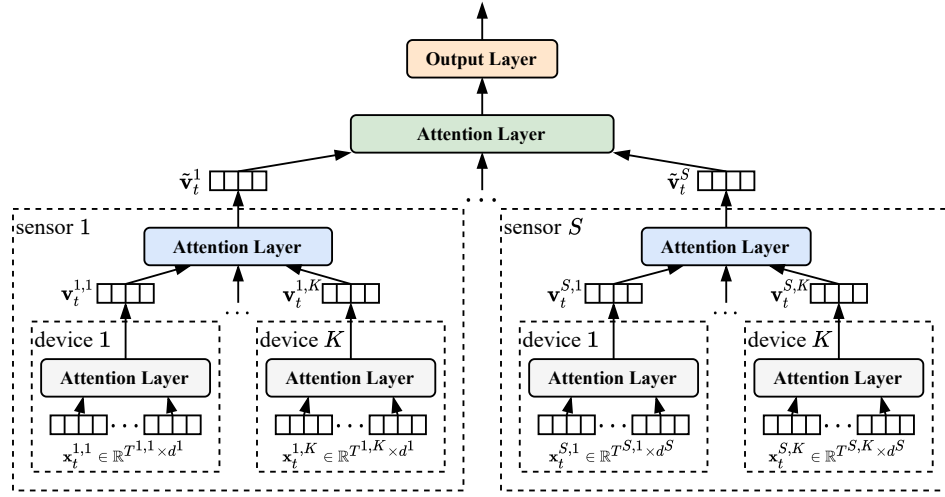 Output Layer
Attention Layer
ṽ_t^1 ṽ_t^S
· · ·
sensor 1 sensor S
Attention Layer Attention Layer
v_t^{1,1} v_t^{1,K} v_t^{S,1} v_t^{S,K}
· · · · · ·
device 1 device K device 1 device K
Attention Layer Attention Layer Attention Layer Attention Layer
· · · · · · · · · · · ·
x_t^{1,1} ∈ ℝ^{T^{1,1}×d^1} x_t^{1,K} ∈ ℝ^{T^{1,K}×d^1} x_t^{S,1} ∈ ℝ^{T^{S,1}×d^S} x_t^{S,K} ∈ ℝ^{T^{S,K}×d^S}